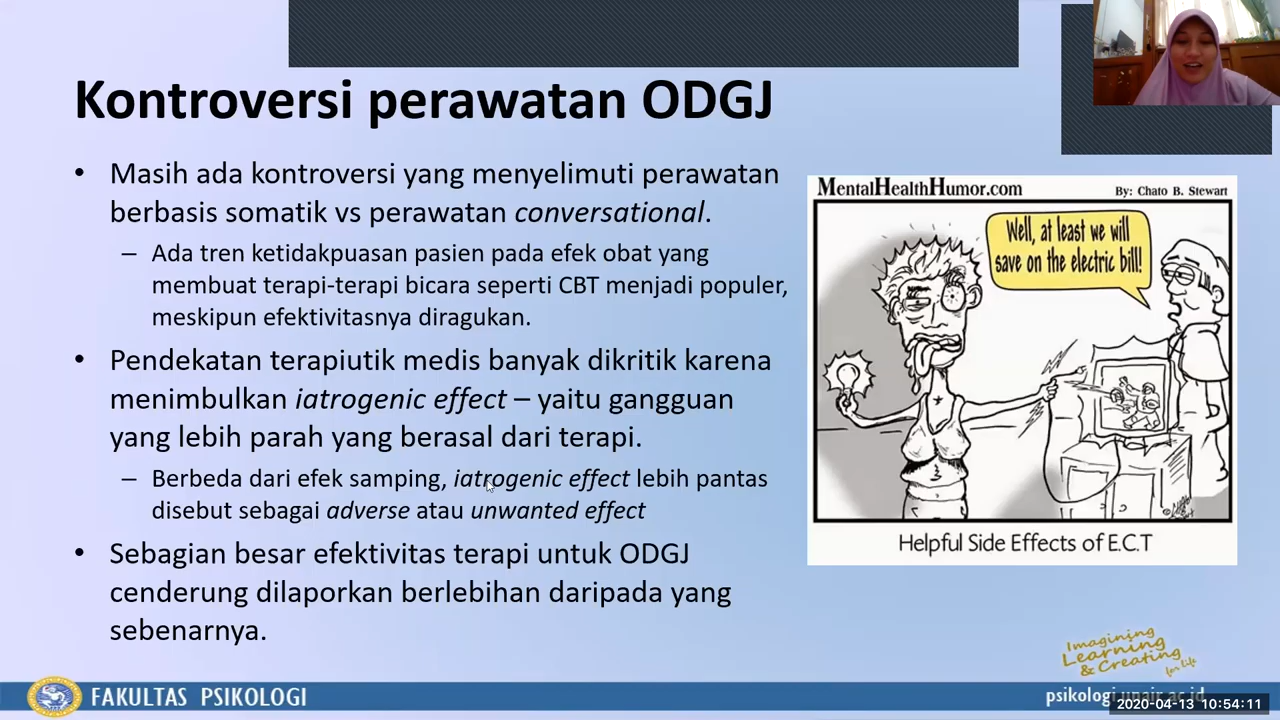 Kontroversi perawatan ODGJ
• Masih ada kontroversi yang menyelimuti perawatan
berbasis somatik vs perawatan conversational.
– Ada tren ketidakpuasan pasien pada efek obat yang
membuat terapi-terapi bicara seperti CBT menjadi populer,
meskipun efektivitasnya diragukan.
• Pendekatan terapiutik medis banyak dikritik karena
menimbulkan iatrogenic effect – yaitu gangguan
yang lebih parah yang berasal dari terapi.
– Berbeda dari efek samping, iatrogenic effect lebih pantas
disebut sebagai adverse atau unwanted effect
• Sebagian besar efektivitas terapi untuk ODGJ
cenderung dilaporkan berlebihan daripada yang
sebenarnya.
MentalHealthHumor.com
By: Chato B. Stewart
Well, at least we will
save on the electric bill!
Helpful Side Effects of E.C.T
Imagining
Learning
& Creating
for life
FAKULTAS PSIKOLOGI
psikologi.unair.ac.id
2020-04-13 10:54:11